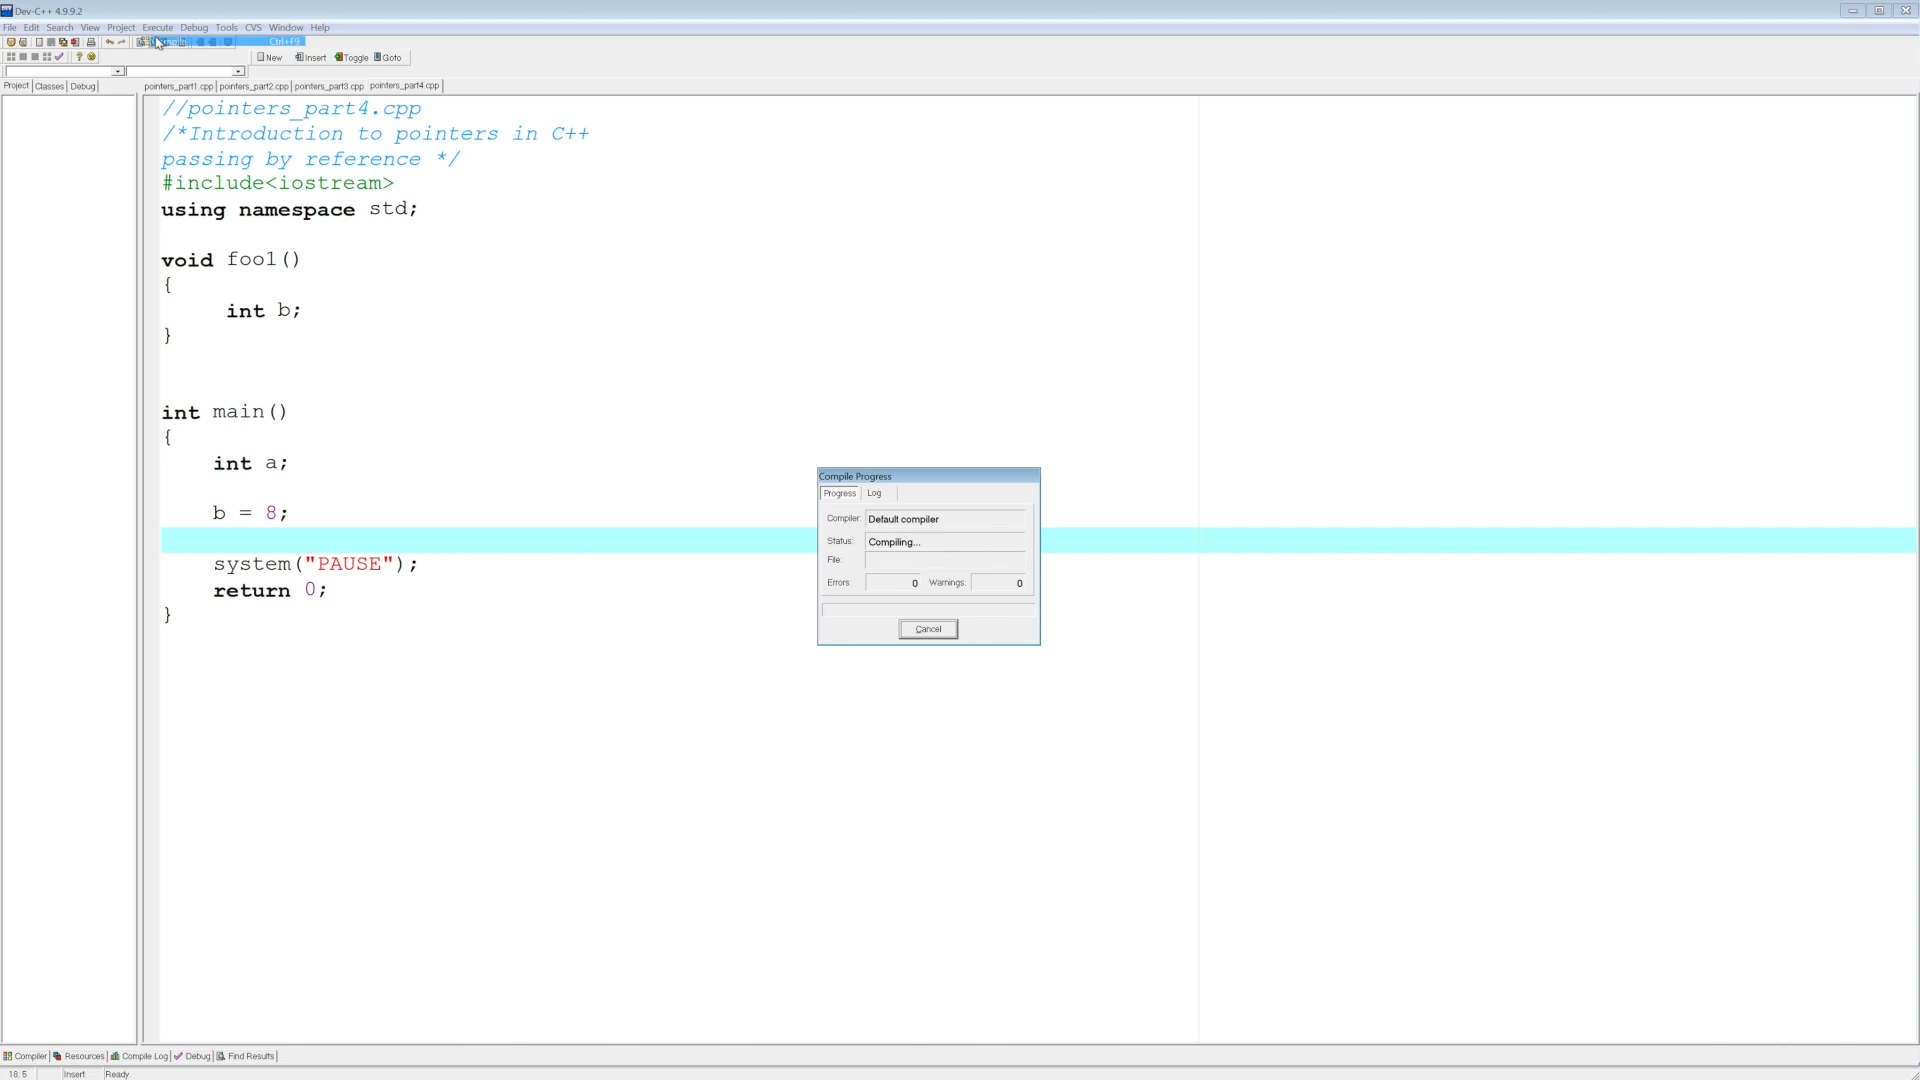 Dev-C++ 4.9.9.2
File Edit Search View Project Execute Debug Tools CVS Window Help
Ctrl+F9
New Insert Toggle Goto
Project Classes Debug
pointers_part1.cpp pointers_part2.cpp pointers_part3.cpp pointers_part4.cpp
//pointers_part4.cpp
/*Introduction to pointers in C++
passing by reference */
#include<iostream>
using namespace std;
void foo1()
{
int b;
}
int main()
{
int a;
b = 8;
system("PAUSE");
return 0;
}
Compile Progress
Progress Log
Compiler: Default compiler
Status: Compiling...
File:
Errors: 0 Warnings: 0
Cancel
Compiler Resources Compile Log Debug Find Results
18: 5 Insert Ready.